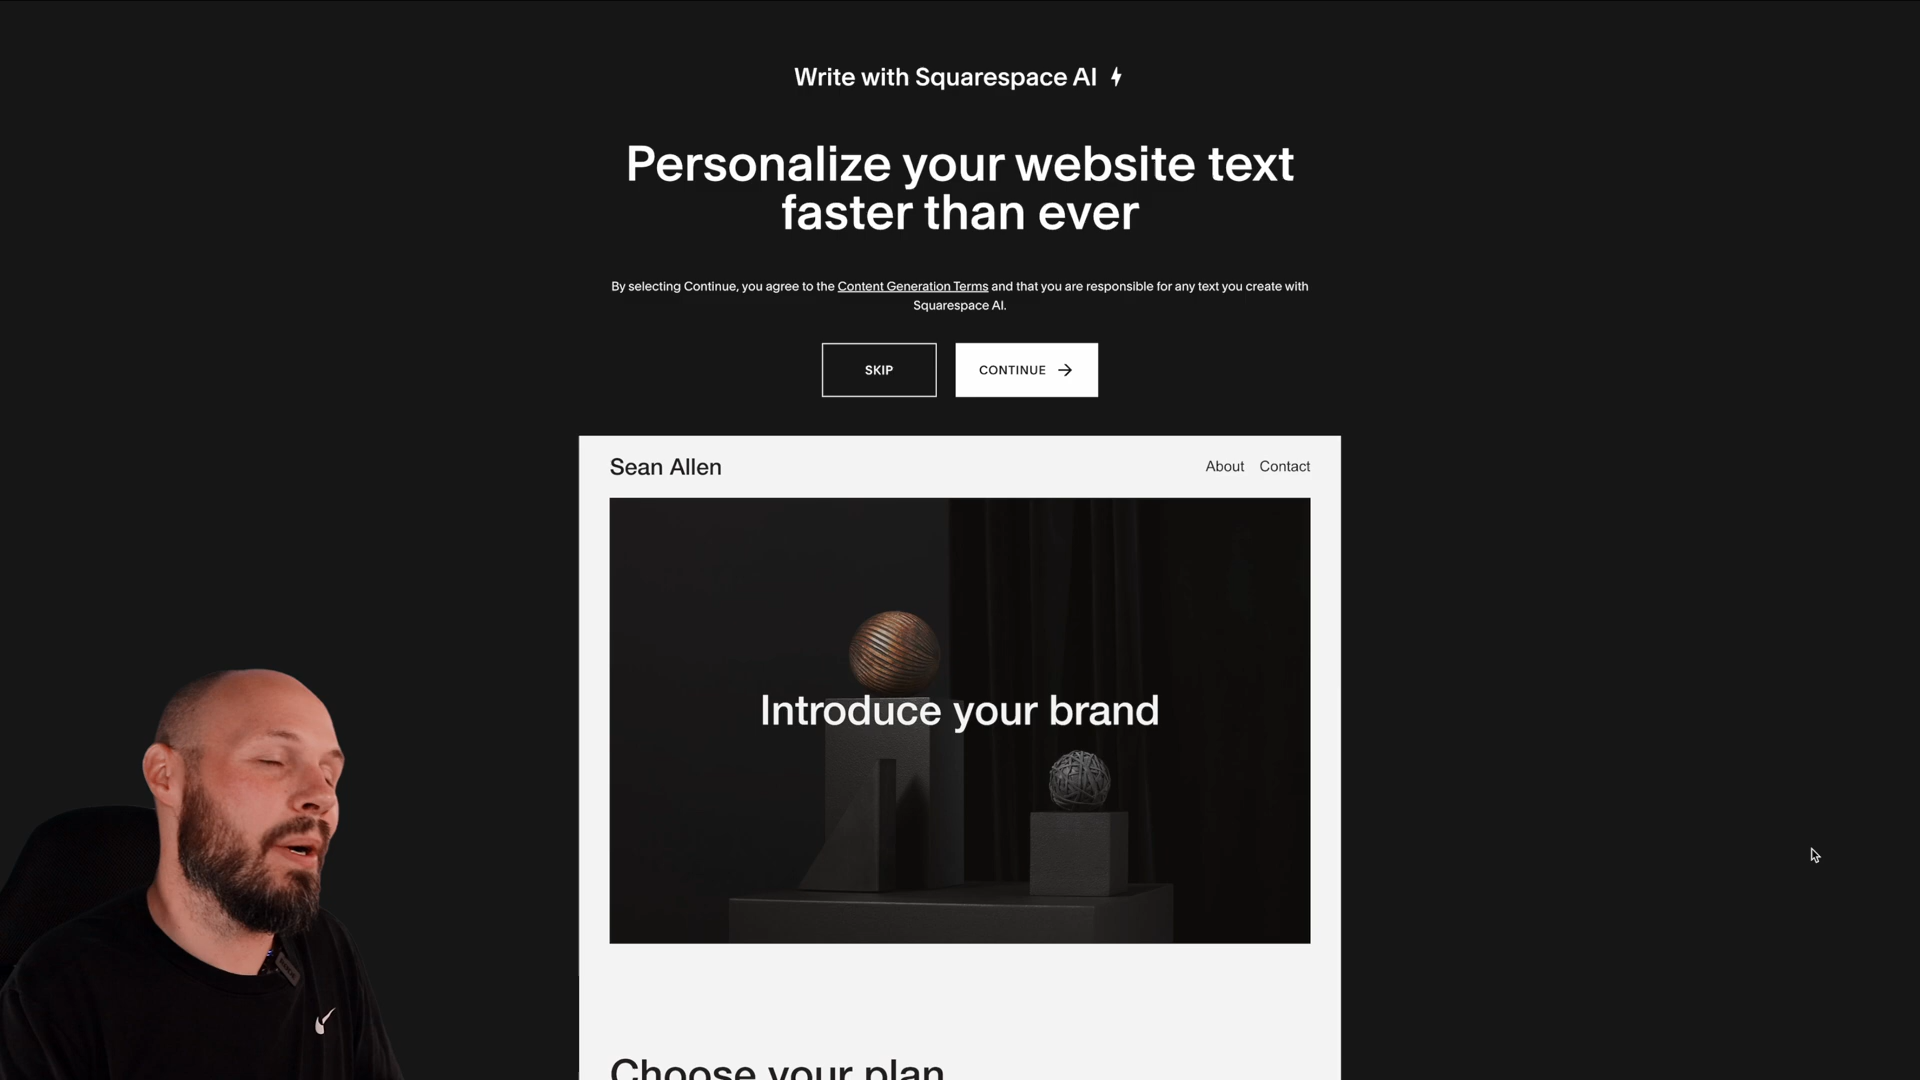 Write with Squarespace AI
Personalize your website text
faster than ever
By selecting Continue, you agree to the Content Generation Terms and that you are responsible for any text you create with
Squarespace AI.
SKIP
CONTINUE
Sean Allen
About
Contact
Introduce your brand
Choose your plan